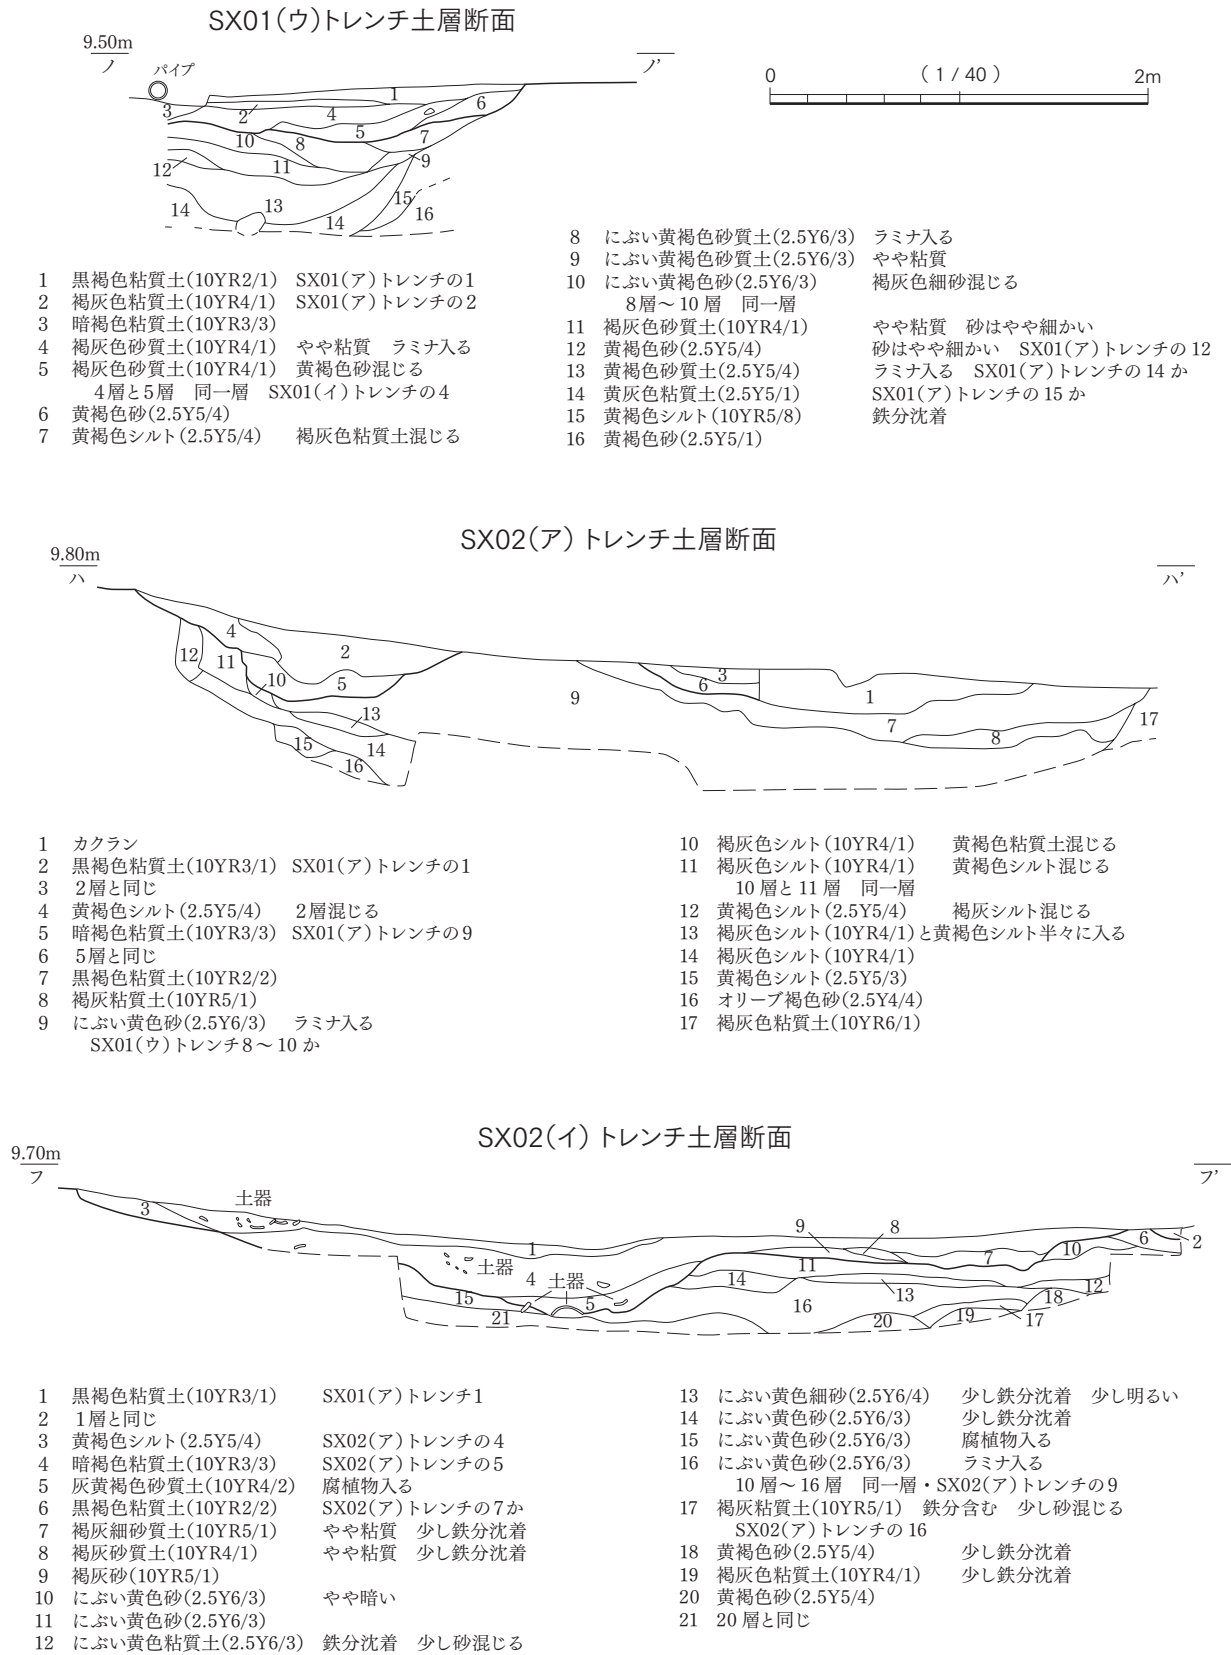 SX01(ウ)トレンチ土層断面
9.50m
ノ
ノ’
パイプ
0 (1/40) 2m
1
2
3
4
5
6
7
8
9
10
11
12
13
14
14
15
16
1 黒褐色粘質土(10YR2/1) SX01(ア)トレンチの1
2 褐灰色粘質土(10YR4/1) SX01(ア)トレンチの2
3 暗褐色粘質土(10YR3/3)
4 褐灰色砂質土(10YR4/1) やや粘質 ラミナ入る
5 褐灰色砂質土(10YR4/1) 黄褐色砂混じる
4層と5層 同一層 SX01(イ)トレンチの4
6 黄褐色砂(2.5Y5/4)
7 黄褐色シルト(2.5Y5/4) 褐灰色粘質土混じる
8 にぶい黄褐色砂質土(2.5Y6/3) ラミナ入る
9 にぶい黄褐色砂質土(2.5Y6/3) やや粘質
10 にぶい黄褐色砂(2.5Y6/3) 褐灰色細砂混じる
8層〜10層 同一層
11 褐灰色砂質土(10YR4/1) やや粘質 砂はやや細かい
12 黄褐色砂(2.5Y5/4) 砂はやや細かい SX01(ア)トレンチの12
13 黄褐色砂質土(2.5Y5/4) ラミナ入る SX01(ア)トレンチの14か
14 黄灰色粘質土(2.5Y5/1) SX01(ア)トレンチの15か
15 黄褐色シルト(10YR5/8) 鉄分沈着
16 黄褐色砂(2.5Y5/1)
SX02(ア)トレンチ土層断面
9.80m
ハ
ハ’
1
2
3
4
5
6
7
8
9
10
11
12
13
14
15
16
17
1 カクラン
2 黒褐色粘質土(10YR3/1) SX01(ア)トレンチの1
3 2層と同じ
4 黄褐色シルト(2.5Y5/4) 2層混じる
5 暗褐色粘質土(10YR3/3) SX01(ア)トレンチの9
6 5層と同じ
7 黒褐色粘質土(10YR2/2)
8 褐灰粘質土(10YR5/1)
9 にぶい黄色砂(2.5Y6/3) ラミナ入る
SX01(ウ)トレンチ8〜10か
10 褐灰色シルト(10YR4/1) 黄褐色粘質土混じる
11 褐灰色シルト(10YR4/1) 黄褐色シルト混じる
10層と11層 同一層
12 黄褐色シルト(2.5Y5/4) 褐灰シルト混じる
13 褐灰色シルト(10YR4/1)と黄褐色シルト半々に入る
14 褐灰色シルト(10YR4/1)
15 黄褐色シルト(2.5Y5/3)
16 オリーブ褐色砂(2.5Y4/4)
17 褐灰色粘質土(10YR6/1)
SX02(イ)トレンチ土層断面
9.70m
フ
フ’
土器
土器
土器
1
2
3
4
5
6
7
8
9
10
11
12
13
14
15
16
17
18
19
20
21
1 黒褐色粘質土(10YR3/1) SX01(ア)トレンチ1
2 1層と同じ
3 黄褐色シルト(2.5Y5/4) SX02(ア)トレンチの4
4 暗褐色粘質土(10YR3/3) SX02(ア)トレンチの5
5 灰黄褐色砂質土(10YR4/2) 腐植物入る
6 黒褐色粘質土(10YR2/2) SX02(ア)トレンチの7か
7 褐灰細砂質土(10YR5/1) やや粘質 少し鉄分沈着
8 褐灰砂質土(10YR4/1) やや粘質 少し鉄分沈着
9 褐灰砂(10YR5/1)
10 にぶい黄色砂(2.5Y6/3) やや暗い
11 にぶい黄色砂(2.5Y6/3)
12 にぶい黄色粘質土(2.5Y6/3) 鉄分沈着 少し砂混じる
13 にぶい黄色細砂(2.5Y6/4) 少し鉄分沈着 少し明るい
14 にぶい黄色砂(2.5Y6/3) 少し鉄分沈着
15 にぶい黄色砂(2.5Y6/3) 腐植物入る
16 にぶい黄色砂(2.5Y6/3) ラミナ入る
10層〜16層 同一層・SX02(ア)トレンチの9
17 褐灰粘質土(10YR5/1) 鉄分含む 少し砂混じる
SX02(ア)トレンチの16
18 黄褐色砂(2.5Y5/4) 少し鉄分沈着
19 褐灰色粘質土(10YR4/1) 少し鉄分沈着
20 黄褐色砂(2.5Y5/4)
21 20層と同じ